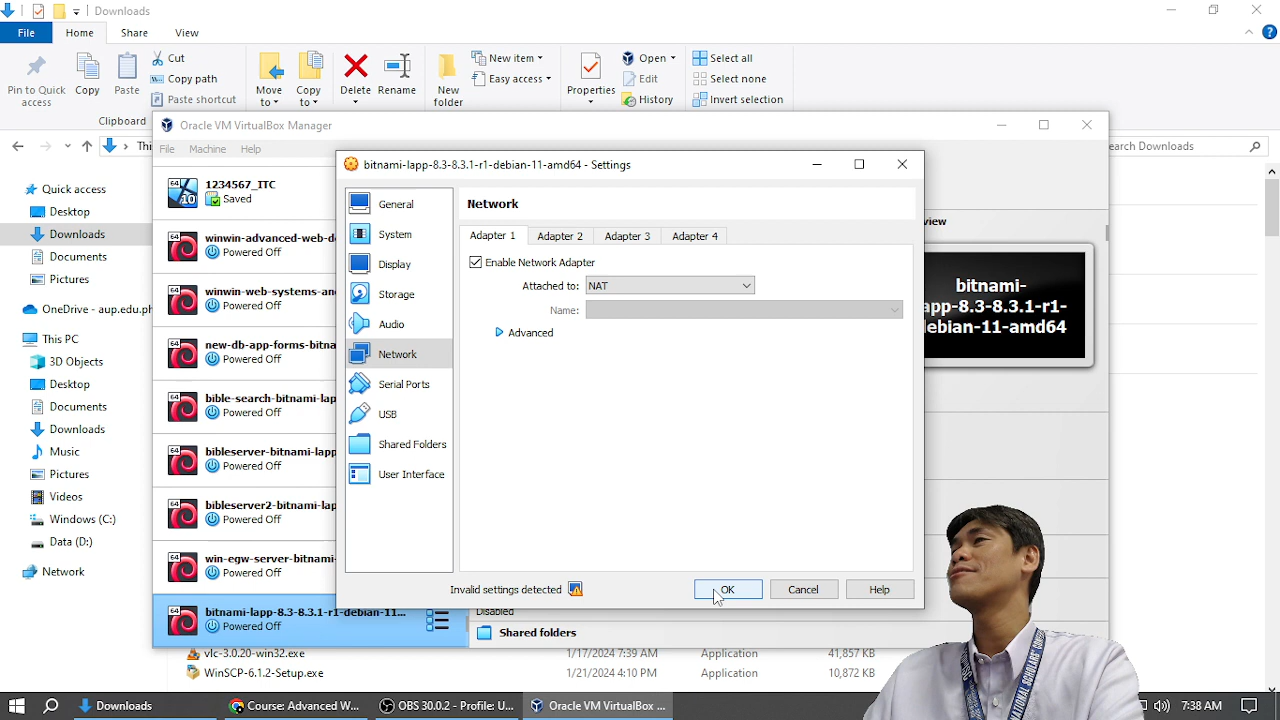 Downloads
File
Home
Share
View
Pin to Quick access
Copy
Paste
Cut
Copy path
Paste shortcut
Clipboard
Move to
Copy to
Delete
Rename
New folder
New item
Easy access
Properties
Open
Edit
History
Select all
Select none
Invert selection
Oracle VM VirtualBox Manager
File Machine Help
earch Downloads
Quick access
Desktop
Downloads
Documents
Pictures
OneDrive - aup.edu.ph
This PC
3D Objects
Desktop
Documents
Downloads
Music
Pictures
Videos
Windows (C:)
Data (D:)
Network
1234567_ITC
Saved
winwin-advanced-web-d
Powered Off
winwin-web-systems-an
Powered Off
new-db-app-forms-bitna
Powered Off
bible-search-bitnami-lap
Powered Off
bibleserver-bitnami-lapp
Powered Off
bibleserver2-bitnami-lap
Powered Off
win-egw-server-bitnami-
Powered Off
bitnami-lapp-8.3-8.3.1-r1-debian-11...
Powered Off
bitnami-lapp-8.3-8.3.1-r1-debian-11-amd64 - Settings
General
System
Display
Storage
Audio
Network
Serial Ports
USB
Shared Folders
User Interface
Network
Adapter 1
Adapter 2
Adapter 3
Adapter 4
Enable Network Adapter
Attached to: NAT
Name:
Advanced
Invalid settings detected
OK
Cancel
Help
view
bitnami-
app-8.3-8.3.1-r1-
debian-11-amd64
Disabled
Shared folders
vlc-3.0.20-win32.exe 1/17/2024 7:39 AM Application 41,857 KB
WinSCP-6.1.2-Setup.exe 1/21/2024 4:10 PM Application 10,872 KB
NATIONAL SCHOLARS' SOC
Downloads
Course: Advanced W...
OBS 30.0.2 - Profile: U...
Oracle VM VirtualBox ...
7:38 AM